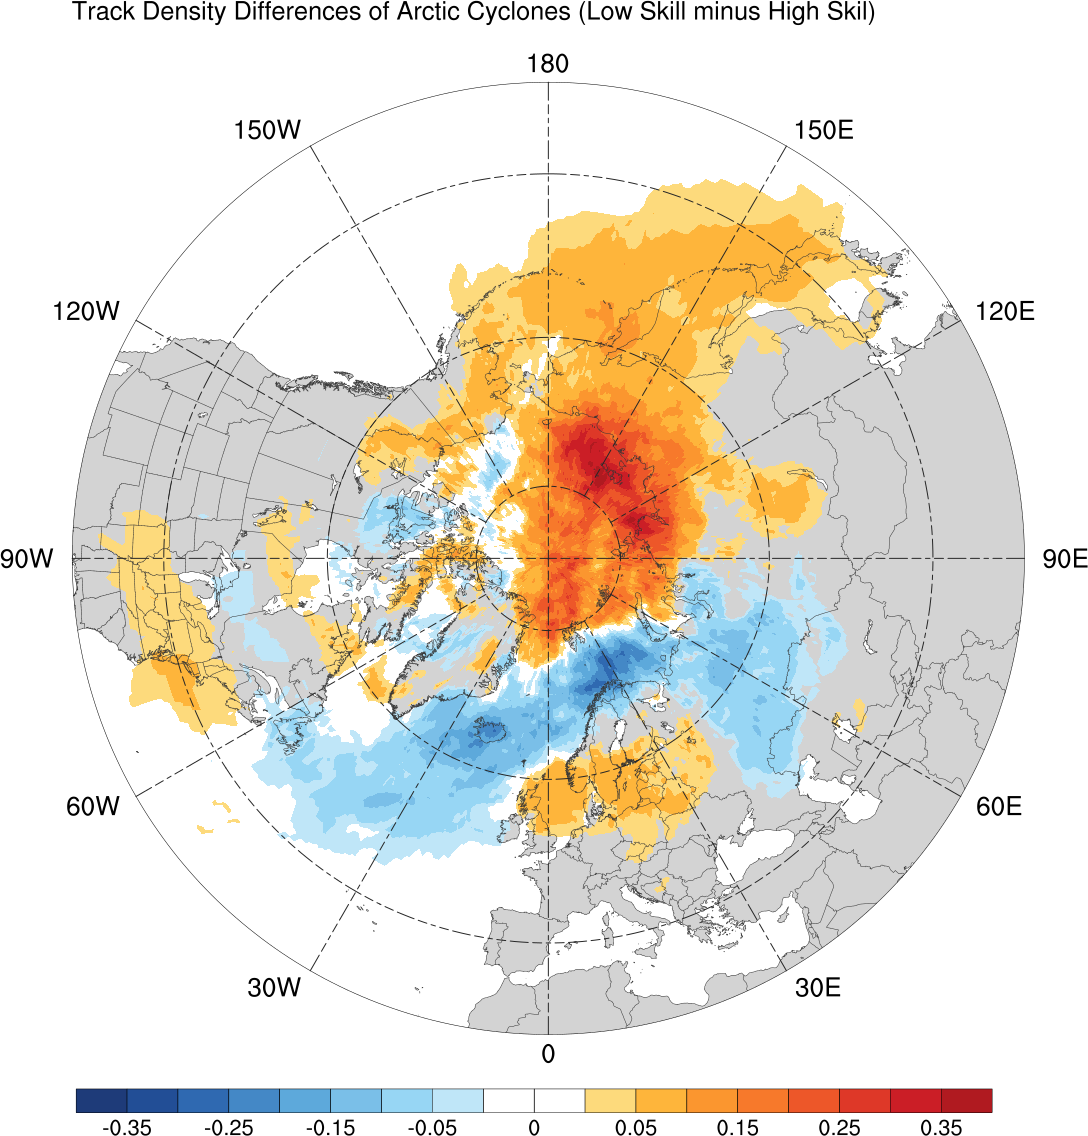 Track Density Differences of Arctic Cyclones (Low Skill minus High Skil)
180
150W 150E
120W 120E
90W 90E
60W 60E
30W 30E
0
-0.35 -0.25 -0.15 -0.05 0 0.05 0.15 0.25 0.35